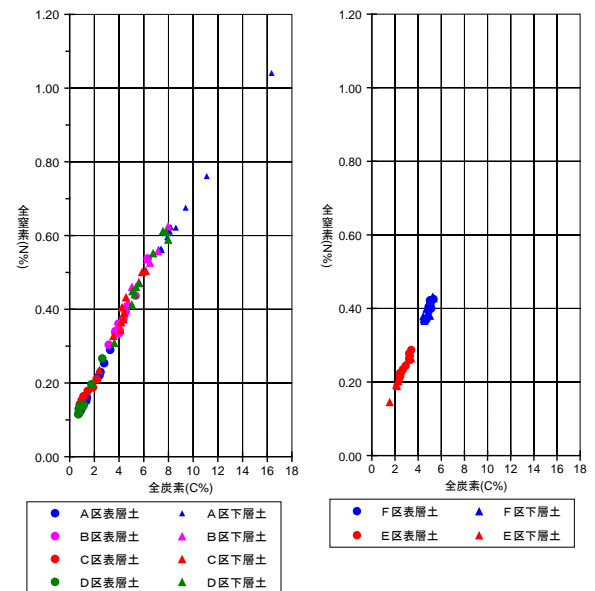 1.20
1.00
0.80
0.60
0.40
0.20
0.00
全窒素(N%)
0 2 4 6 8 10 12 14 16 18
全炭素(C%)
A区表層土 A区下層土
B区表層土 B区下層土
C区表層土 C区下層土
D区表層土 D区下層土
1.20
1.00
0.80
0.60
0.40
0.20
0.00
全窒素(N%)
0 2 4 6 8 10 12 14 16 18
全炭素(C%)
F区表層土 F区下層土
E区表層土 E区下層土